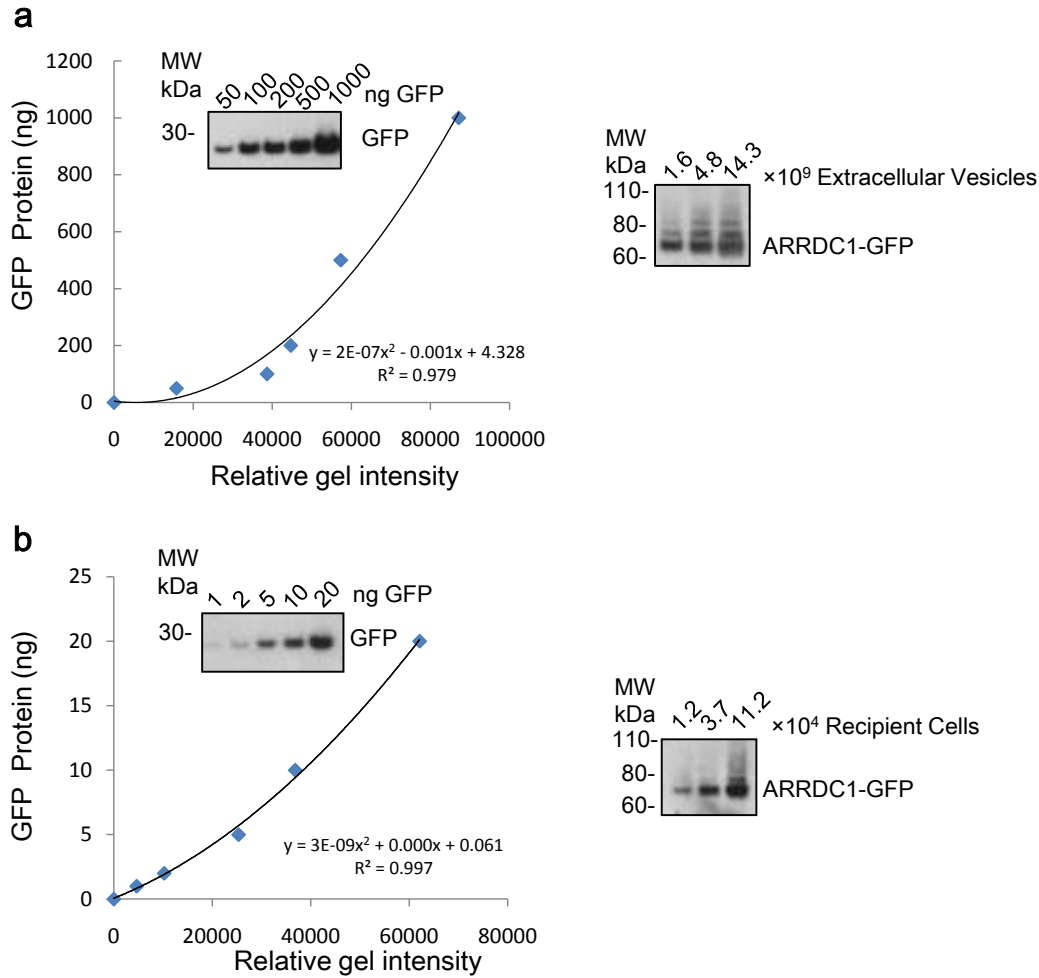 a
MW
kDa
50 100 200 500 1000 ng GFP
30-
GFP
GFP Protein (ng)
1200
1000
800
600
400
200
0
y = 2E-07x² - 0.001x + 4.328
R² = 0.979
0 20000 40000 60000 80000 100000
Relative gel intensity
MW
kDa
1.6 4.8 14.3 ×10⁹ Extracellular Vesicles
110-
80-
60-
ARRDC1-GFP
b
MW
kDa
1 2 5 10 20 ng GFP
30-
GFP
GFP Protein (ng)
25
20
15
10
5
0
y = 3E-09x² + 0.000x + 0.061
R² = 0.997
0 20000 40000 60000 80000
Relative gel intensity
MW
kDa
1.2 3.7 11.2 ×10⁴ Recipient Cells
110-
80-
60-
ARRDC1-GFP